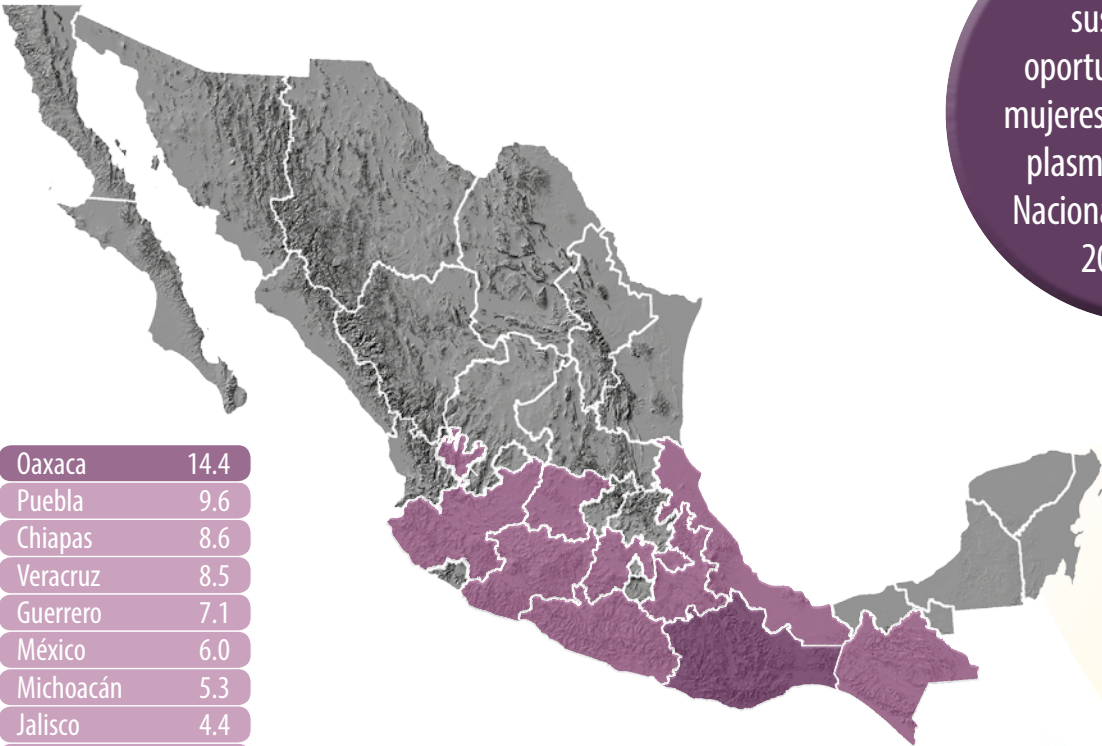 sus
oportu
mujeres
plasm
Naciona
20
Oaxaca 14.4
Puebla 9.6
Chiapas 8.6
Veracruz 8.5
Guerrero 7.1
México 6.0
Michoacán 5.3
Jalisco 4.4